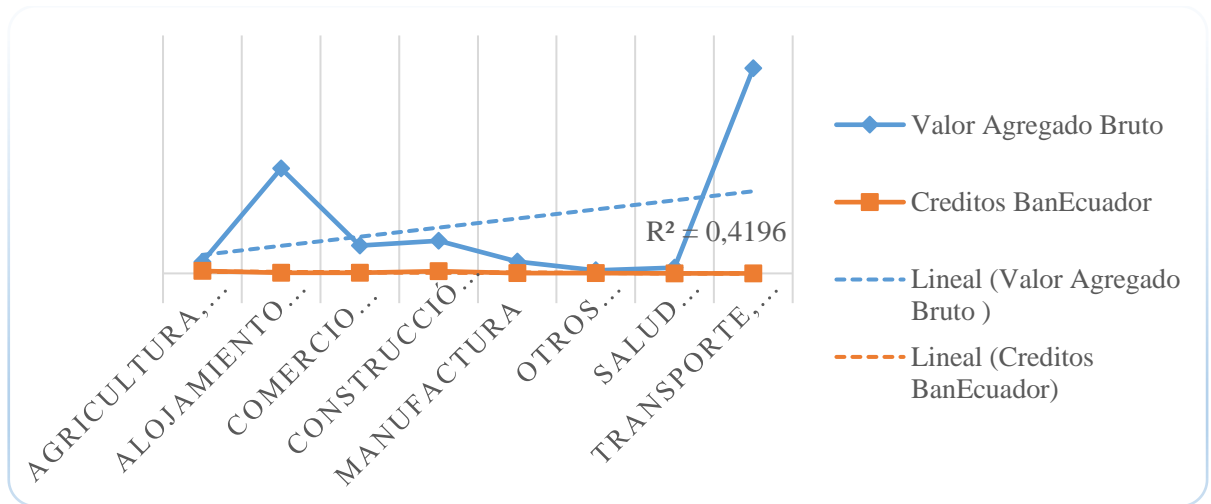 Valor Agregado Bruto
Creditos BanEcuador
R² = 0,4196
Lineal (Valor Agregado
Bruto )
Lineal (Creditos
BanEcuador)
AGRICULTURA,…
ALOJAMIENTO…
COMERCIO…
CONSTRUCCIÓ…
MANUFACTURA
OTROS…
SALUD…
TRANSPORTE,…